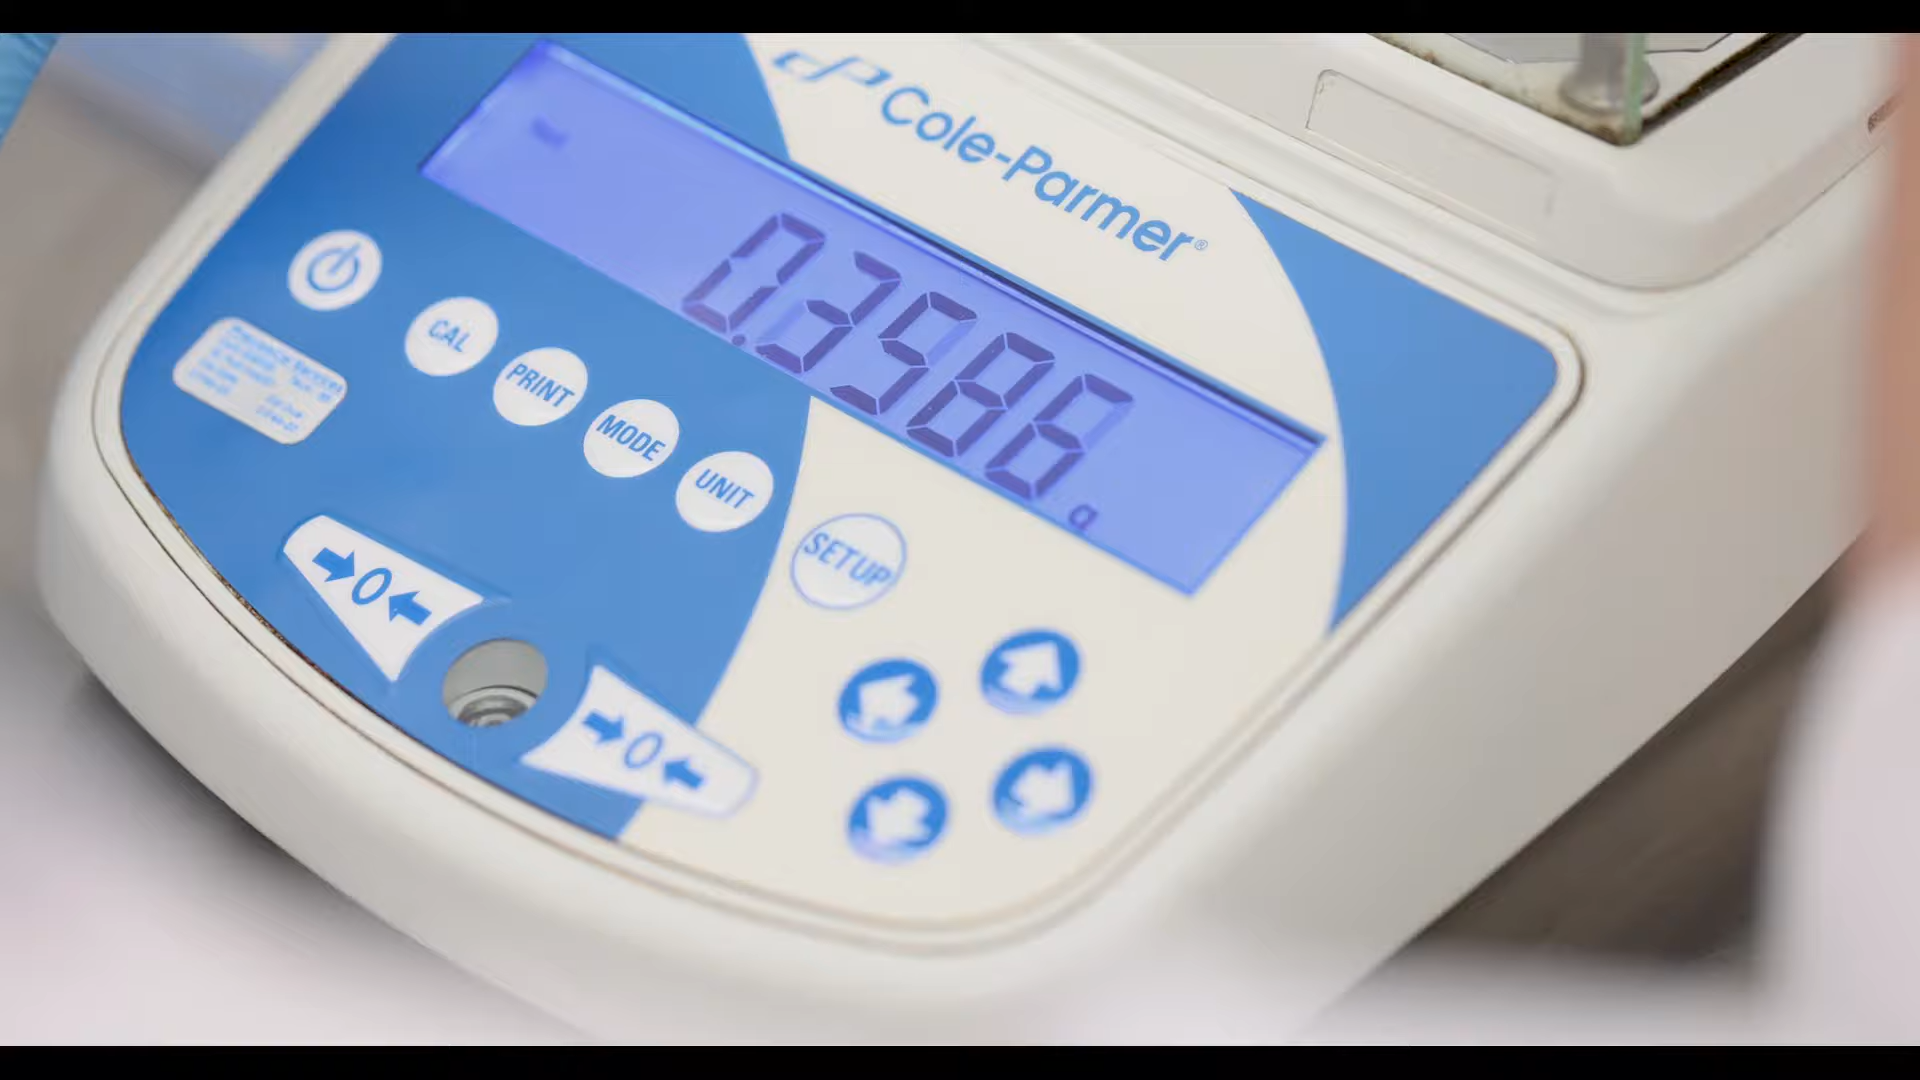 Cole-Parmer®
0.3586 g
CAL
PRINT
MODE
UNIT
SETUP
→0←
→0←